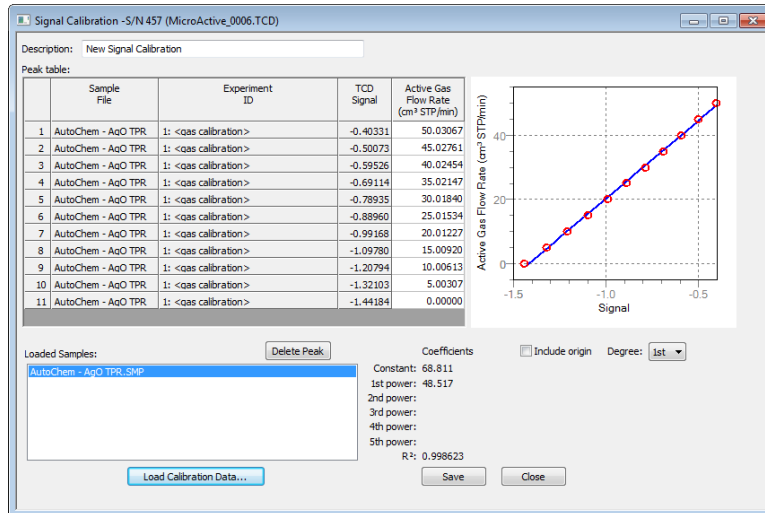 Signal Calibration -S/N 457 (MicroActive_0006.TCD)
Description: New Signal Calibration
Peak table:
Sample File Experiment ID TCD Signal Active Gas Flow Rate (cm³ STP/min)
1 AutoChem - AgO TPR 1: <gas calibration> -0.40331 50.03067
2 AutoChem - AgO TPR 1: <gas calibration> -0.50073 45.02761
3 AutoChem - AgO TPR 1: <gas calibration> -0.59526 40.02454
4 AutoChem - AgO TPR 1: <gas calibration> -0.69114 35.02147
5 AutoChem - AgO TPR 1: <gas calibration> -0.78935 30.01840
6 AutoChem - AgO TPR 1: <gas calibration> -0.88960 25.01534
7 AutoChem - AgO TPR 1: <gas calibration> -0.99168 20.01227
8 AutoChem - AgO TPR 1: <gas calibration> -1.09780 15.00920
9 AutoChem - AgO TPR 1: <gas calibration> -1.20794 10.00613
10 AutoChem - AgO TPR 1: <gas calibration> -1.32103 5.00307
11 AutoChem - AgO TPR 1: <gas calibration> -1.44184 0.00000
Active Gas Flow Rate (cm³ STP/min)
40
20
0
-1.5 -1.0 -0.5
Signal
Loaded Samples:
Delete Peak
AutoChem - AgO TPR.SMP
Load Calibration Data...
Coefficients
Include origin Degree: 1st
Constant: 68.811
1st power: 48.517
2nd power:
3rd power:
4th power:
5th power:
R²: 0.998623
Save Close